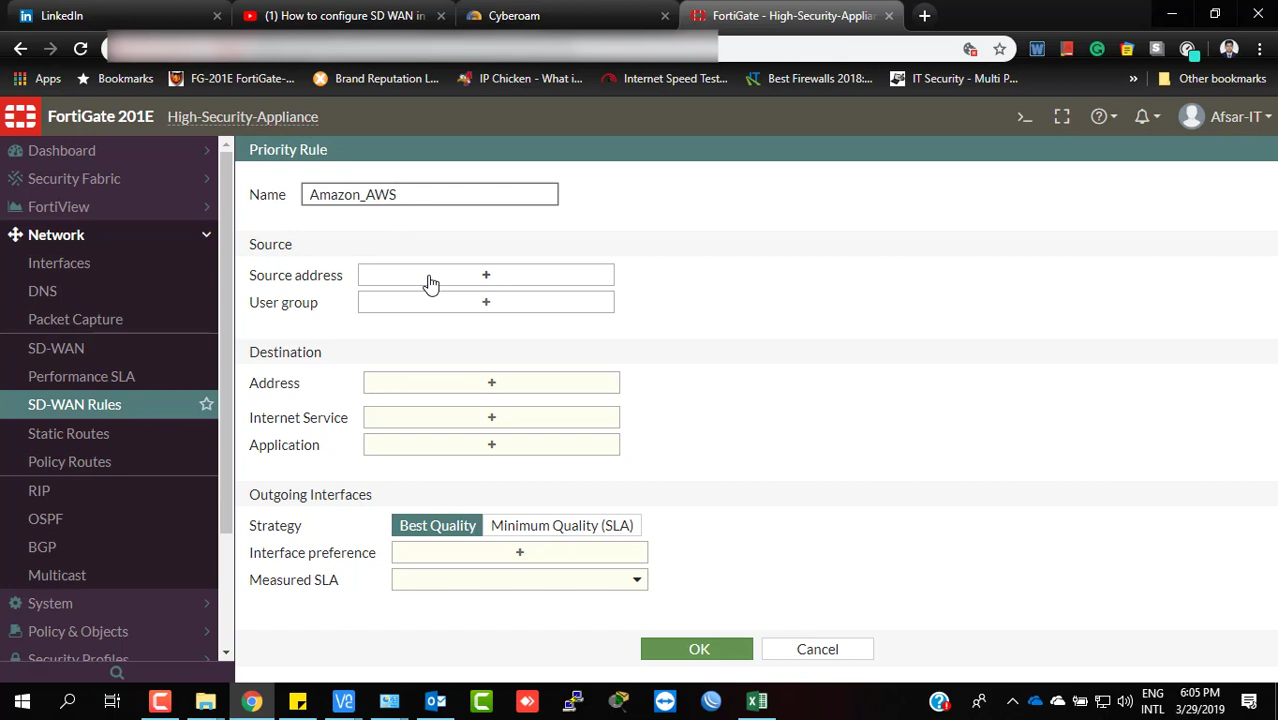 LinkedIn
(1) How to configure SD WAN in
Cyberoam
FortiGate - High-Security-Applian
Apps
Bookmarks
FG-201E FortiGate-...
Brand Reputation L...
IP Chicken - What i...
Internet Speed Test...
Best Firewalls 2018:...
IT Security - Multi P...
»
Other bookmarks
FortiGate 201E
High-Security-Appliance
Afsar-IT
Dashboard
Security Fabric
FortiView
Network
Interfaces
DNS
Packet Capture
SD-WAN
Performance SLA
SD-WAN Rules
Static Routes
Policy Routes
RIP
OSPF
BGP
Multicast
System
Policy & Objects
Security Profiles
Priority Rule
Name Amazon_AWS
Source
Source address +
User group +
Destination
Address +
Internet Service +
Application +
Outgoing Interfaces
Strategy Best Quality Minimum Quality (SLA)
Interface preference +
Measured SLA
OK Cancel
ENG 6:05 PM
INTL 3/29/2019